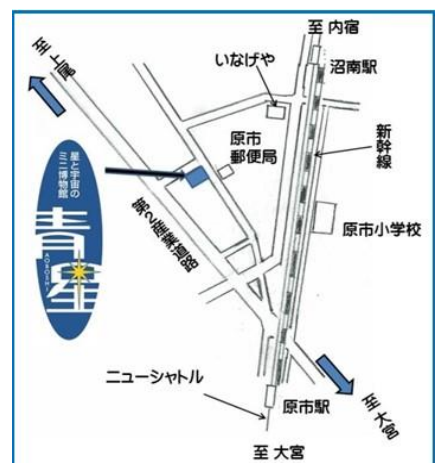 至 内宿
至 上尾
沼南駅
いなげや
原市
郵便局
新幹線
星と宇宙の
ミニ博物館
青星
AOBOSHI
第2産業道路
原市小学校
ニューシャトル
原市駅
至 大宮
至 大宮